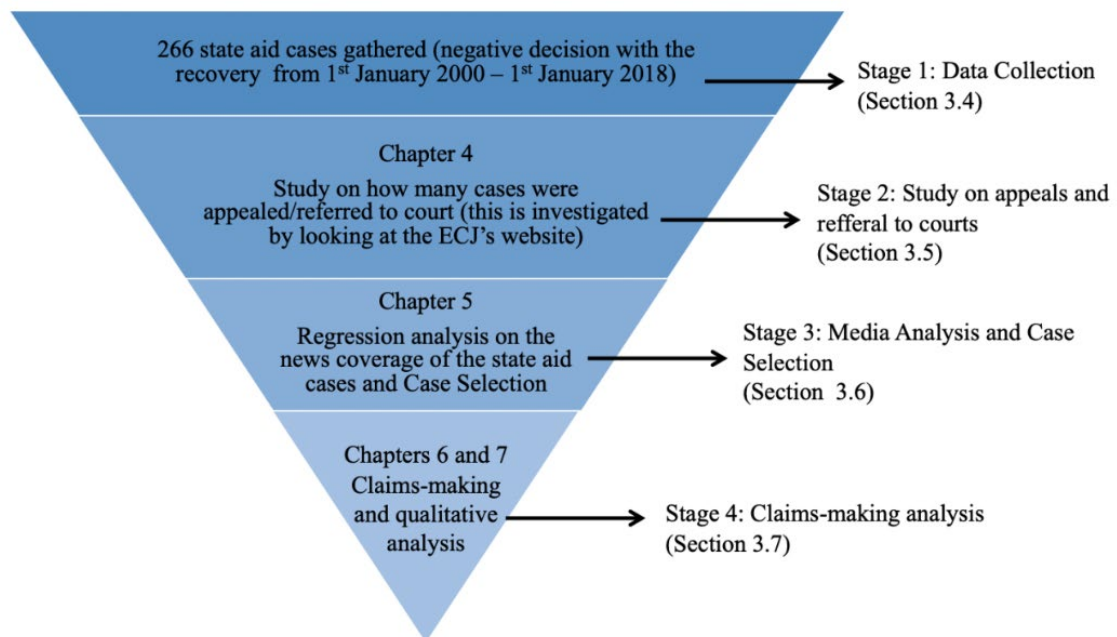 266 state aid cases gathered (negative decision with the
recovery from 1st January 2000 – 1st January 2018)
Stage 1: Data Collection
(Section 3.4)
Chapter 4
Study on how many cases were
appealed/referred to court (this is investigated
by looking at the ECJ's website)
Stage 2: Study on appeals and
refferal to courts
(Section 3.5)
Chapter 5
Regression analysis on the
news coverage of the state aid
cases and Case Selection
Stage 3: Media Analysis and Case
Selection
(Section 3.6)
Chapters 6 and 7
Claims-making
and qualitative
analysis
Stage 4: Claims-making analysis
(Section 3.7)